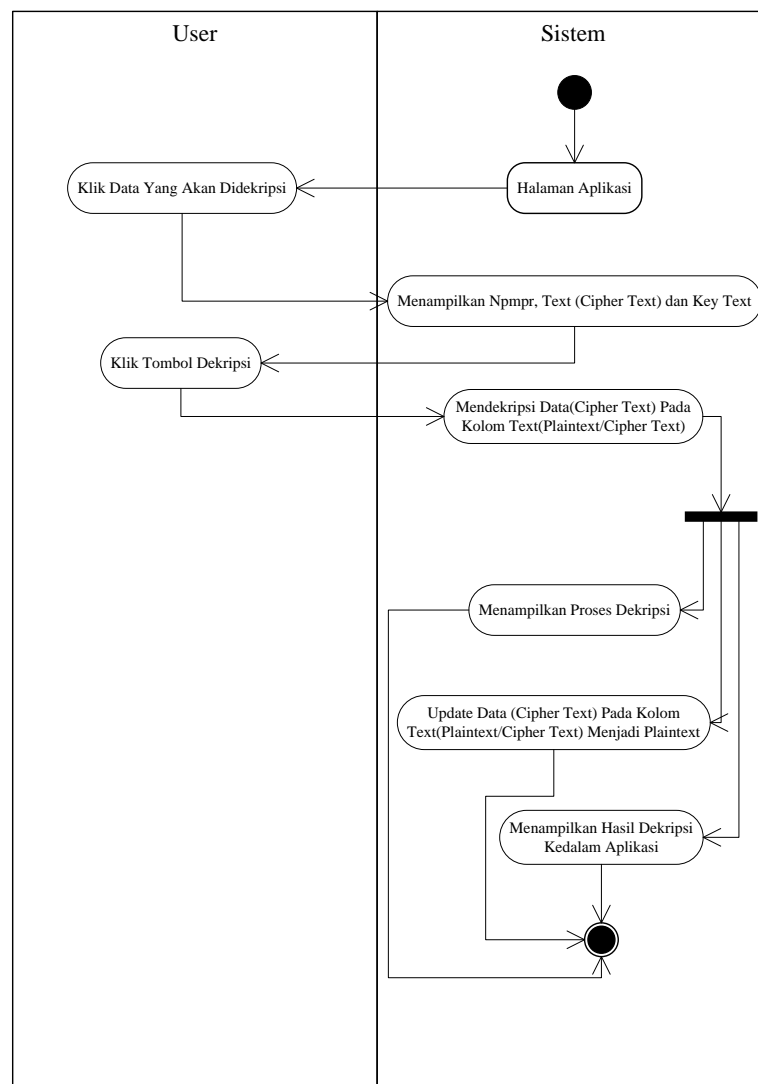 User
Sistem
Halaman Aplikasi
Klik Data Yang Akan Didekripsi
Menampilkan Npmpr, Text (Cipher Text) dan Key Text
Klik Tombol Dekripsi
Mendekripsi Data(Cipher Text) Pada
Kolom Text(Plaintext/Cipher Text)
Menampilkan Proses Dekripsi
Update Data (Cipher Text) Pada Kolom
Text(Plaintext/Cipher Text) Menjadi Plaintext
Menampilkan Hasil Dekripsi
Kedalam Aplikasi